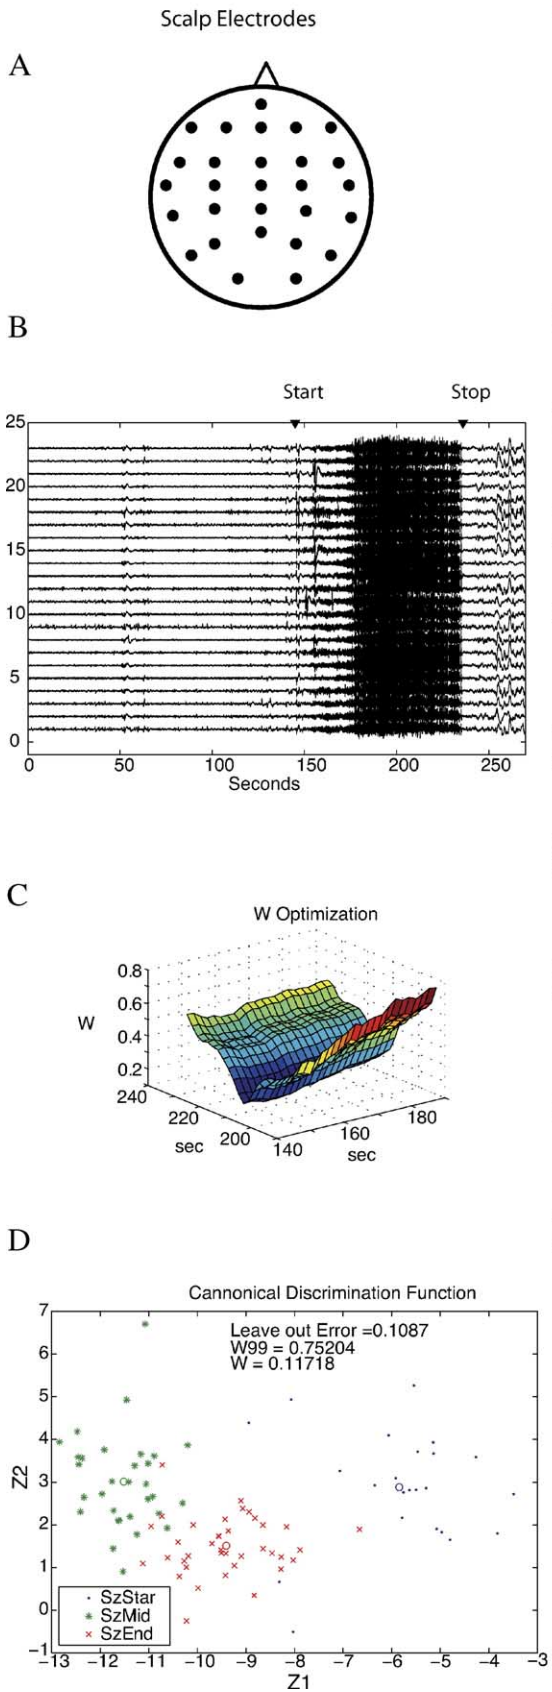 Scalp Electrodes
A
B
Start Stop
25
20
15
10
5
0
0 50 100 150 200 250
Seconds
C
W Optimization
0.8
0.6
0.4
0.2
W
240
220
200
sec
140
160
180
sec
D
Cannonical Discrimination Function
Leave out Error =0.1087
W99 = 0.75204
W = 0.11718
7
6
5
4
3
2
1
0
−1
Z2
SzStar
SzMid
SzEnd
−13 −12 −11 −10 −9 −8 −7 −6 −5 −4 −3
Z1